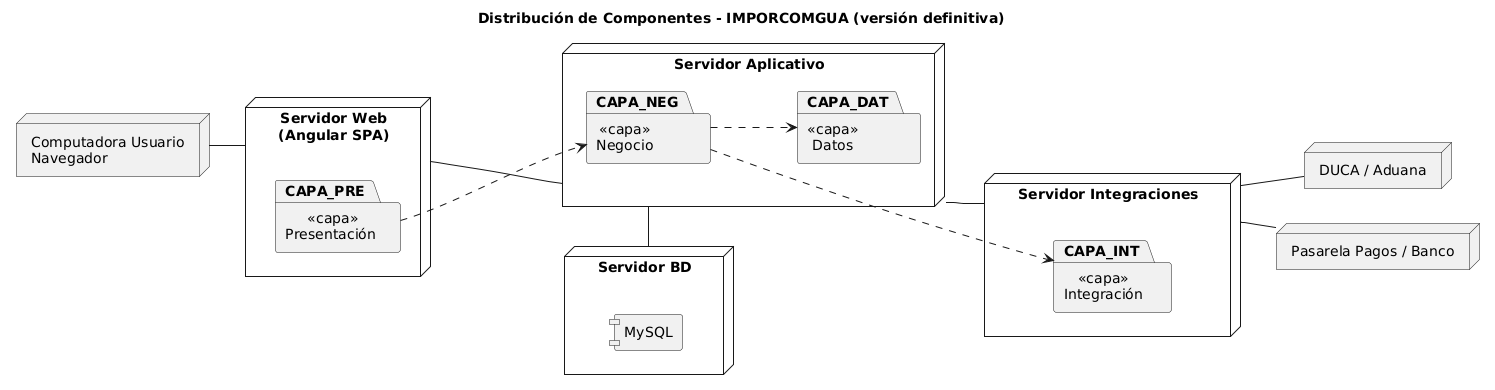 Distribución de Componentes - IMPORCOMGUA (versión definitiva)
Computadora Usuario
Navegador
Servidor Web
(Angular SPA)
CAPA_PRE
«capa»
Presentación
Servidor Aplicativo
CAPA_NEG
«capa»
Negocio
CAPA_DAT
«capa»
Datos
Servidor BD
MySQL
Servidor Integraciones
CAPA_INT
«capa»
Integración
DUCA / Aduana
Pasarela Pagos / Banco